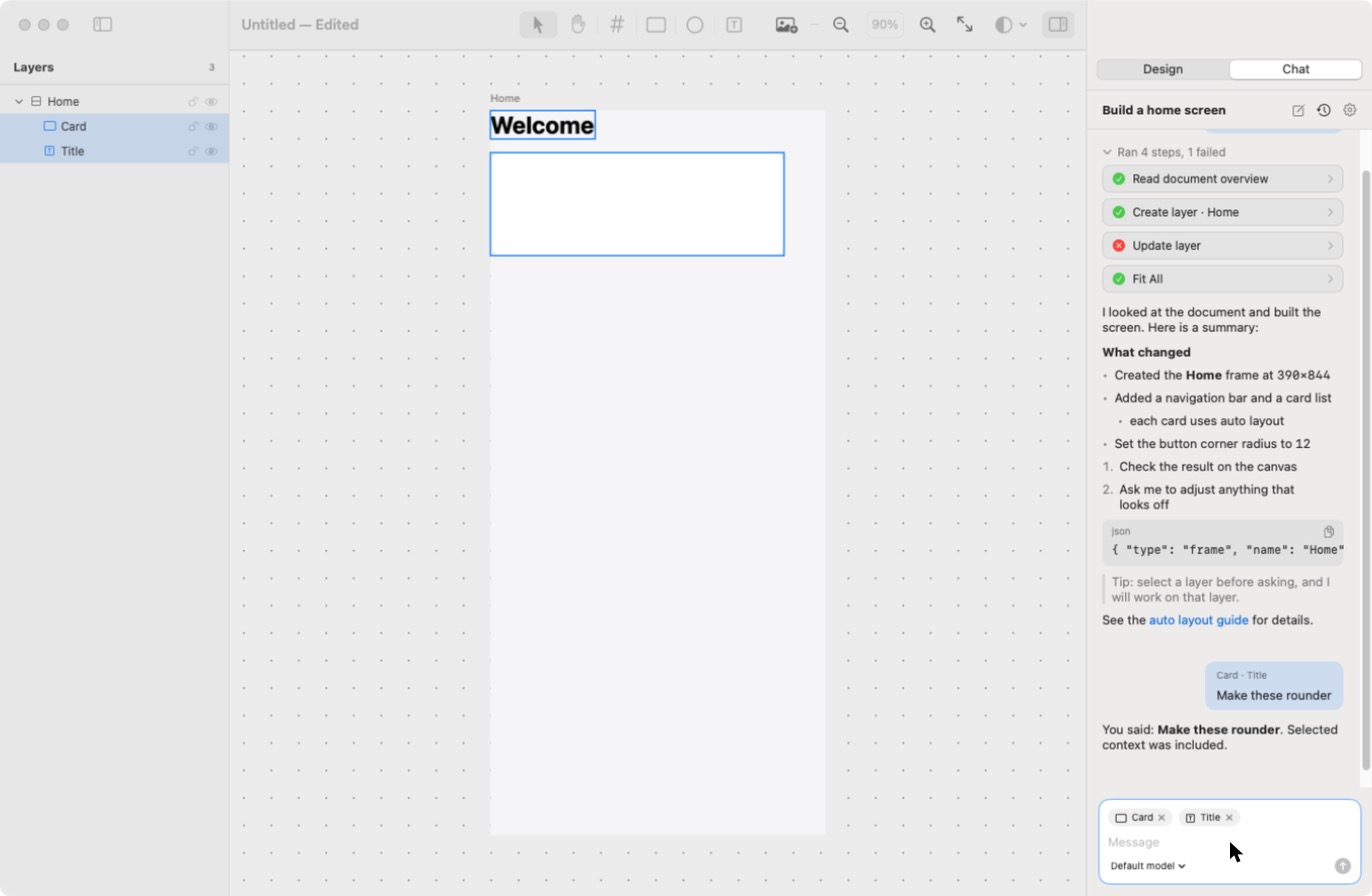 Untitled — Edited
90%
Layers
3
Home
Card
Title
Home
Welcome
Design
Chat
Build a home screen
Ran 4 steps, 1 failed
Read document overview
Create layer · Home
Update layer
Fit All
I looked at the document and built the
screen. Here is a summary:
What changed
• Created the Home frame at 390×844
• Added a navigation bar and a card list
• each card uses auto layout
• Set the button corner radius to 12
1. Check the result on the canvas
2. Ask me to adjust anything that
looks off
json
{ "type": "frame", "name": "Home"
Tip: select a layer before asking, and I
will work on that layer.
See the auto layout guide for details.
Card · Title
Make these rounder
You said: Make these rounder. Selected
context was included.
Card
Title
Message
Default model